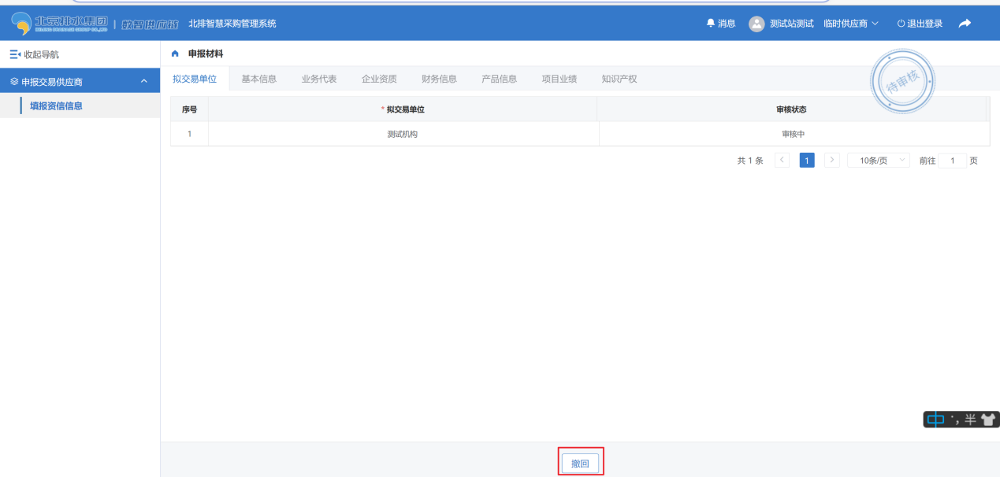 北京排水集团 | 数智供应链 北排智慧采购管理系统 消息 测试站测试 临时供应商 退出登录
收起导航 申报材料
申报交易供应商 拟交易单位 基本信息 业务代表 企业资质 财务信息 产品信息 项目业绩 知识产权
待审核
填报资信信息 序号 * 拟交易单位 审核状态
1 测试机构 审核中
共 1 条 1 10条/页 前往 1 页
中 ·, 半
撤回